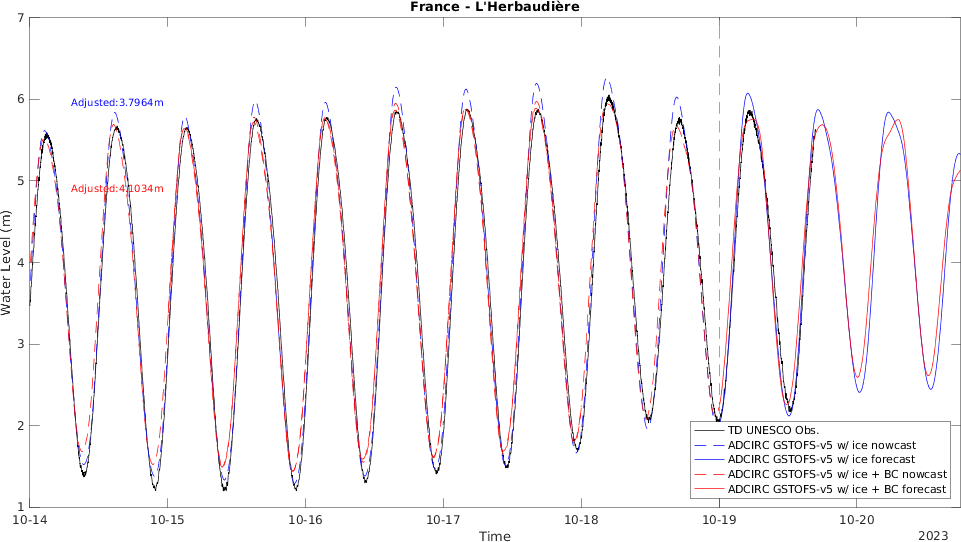 France - L'Herbaudière
7
6
5
4
3
2
1
Water Level (m)
Adjusted:3.7964m
Adjusted:4.1034m
TD UNESCO Obs.
ADCIRC GSTOFS-v5 w/ ice nowcast
ADCIRC GSTOFS-v5 w/ ice forecast
ADCIRC GSTOFS-v5 w/ ice + BC nowcast
ADCIRC GSTOFS-v5 w/ ice + BC forecast
10-14 10-15 10-16 10-17 10-18 10-19 10-20
Time
2023